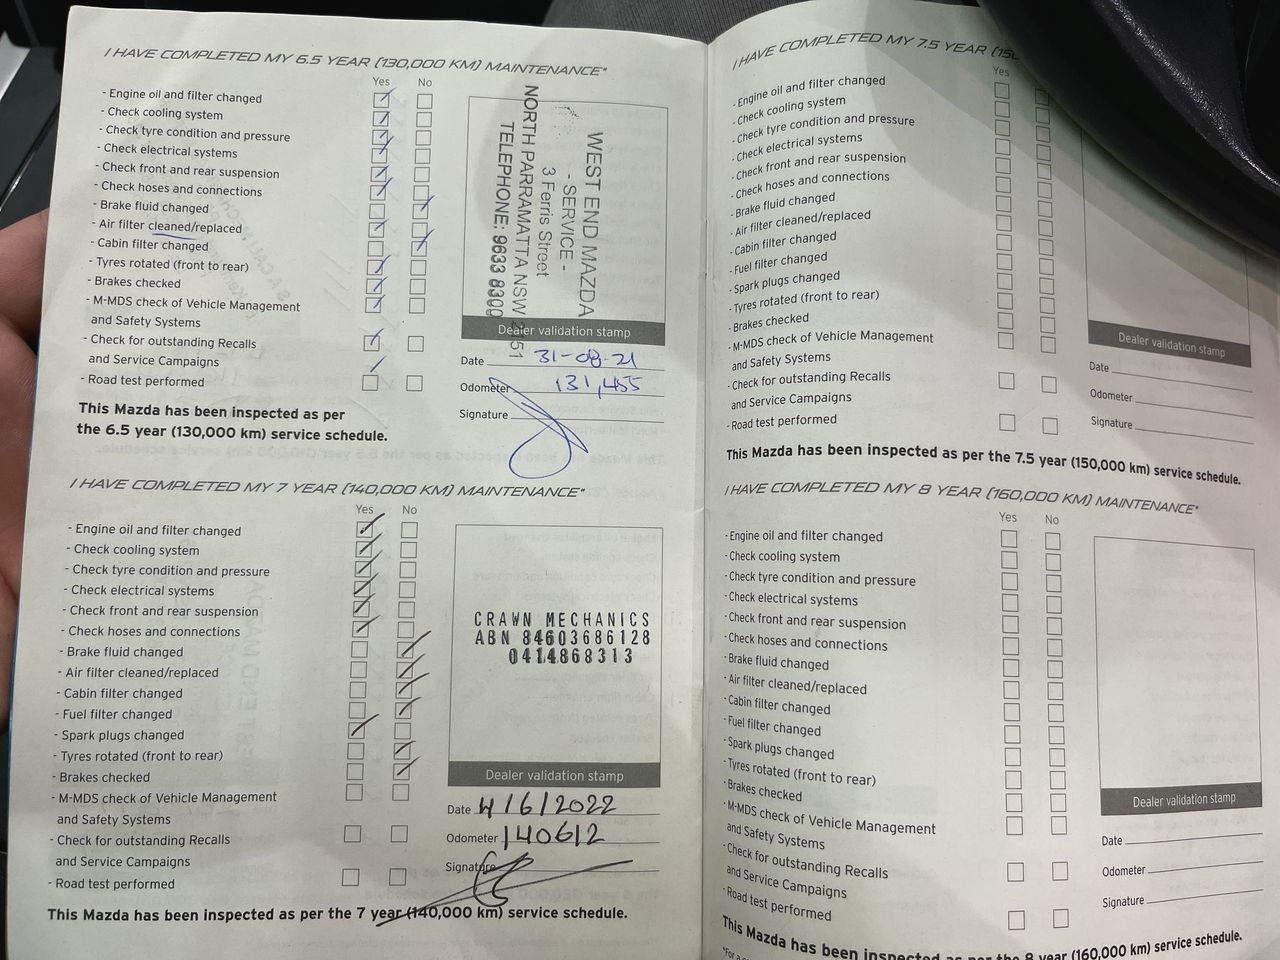 I HAVE COMPLETED MY 6.5 YEAR (130,000 KM) MAINTENANCE*
Yes No
- Engine oil and filter changed
- Check cooling system
- Check tyre condition and pressure
- Check electrical systems
- Check front and rear suspension
- Check hoses and connections
- Brake fluid changed
- Air filter cleaned/replaced
- Cabin filter changed
- Tyres rotated (front to rear)
- Brakes checked
- M-MDS check of Vehicle Management
and Safety Systems
- Check for outstanding Recalls
and Service Campaigns
- Road test performed
This Mazda has been inspected as per
the 6.5 year (130,000 km) service schedule.
WEST END MAZDA
- SERVICE -
3 Ferris Street
NORTH PARRAMATTA NSW 2151
TELEPHONE: 9633 8300
Dealer validation stamp
Date 31-08-21
Odometer 131,455
Signature
I HAVE COMPLETED MY 7 YEAR (140,000 KM) MAINTENANCE*
Yes No
- Engine oil and filter changed
- Check cooling system
- Check tyre condition and pressure
- Check electrical systems
- Check front and rear suspension
- Check hoses and connections
- Brake fluid changed
- Air filter cleaned/replaced
- Cabin filter changed
- Fuel filter changed
- Spark plugs changed
- Tyres rotated (front to rear)
- Brakes checked
- M-MDS check of Vehicle Management
and Safety Systems
- Check for outstanding Recalls
and Service Campaigns
- Road test performed
CRAWN MECHANICS
ABN 84603686128
0414868313
Dealer validation stamp
Date 4/6/2022
Odometer 140612
Signature
This Mazda has been inspected as per the 7 year (140,000 km) service schedule.
I HAVE COMPLETED MY 7.5 YEAR
Yes
- Engine oil and filter changed
- Check cooling system
- Check tyre condition and pressure
- Check electrical systems
- Check front and rear suspension
- Check hoses and connections
- Brake fluid changed
- Air filter cleaned/replaced
- Cabin filter changed
- Fuel filter changed
- Spark plugs changed
- Tyres rotated (front to rear)
- Brakes checked
- M-MDS check of Vehicle Management
and Safety Systems
- Check for outstanding Recalls
and Service Campaigns
- Road test performed
Dealer validation stamp
Date
Odometer
Signature
This Mazda has been inspected as per the 7.5 year (150,000 km) service schedule.
I HAVE COMPLETED MY 8 YEAR (160,000 KM) MAINTENANCE*
Yes No
- Engine oil and filter changed
- Check cooling system
- Check tyre condition and pressure
- Check electrical systems
- Check front and rear suspension
- Check hoses and connections
- Brake fluid changed
- Air filter cleaned/replaced
- Cabin filter changed
- Fuel filter changed
- Spark plugs changed
- Tyres rotated (front to rear)
- Brakes checked
- M-MDS check of Vehicle Management
and Safety Systems
- Check for outstanding Recalls
and Service Campaigns
- Road test performed
Dealer validation stamp
Date
Odometer
Signature
This Mazda has been inspected as per the 8 year (160,000 km) service schedule.